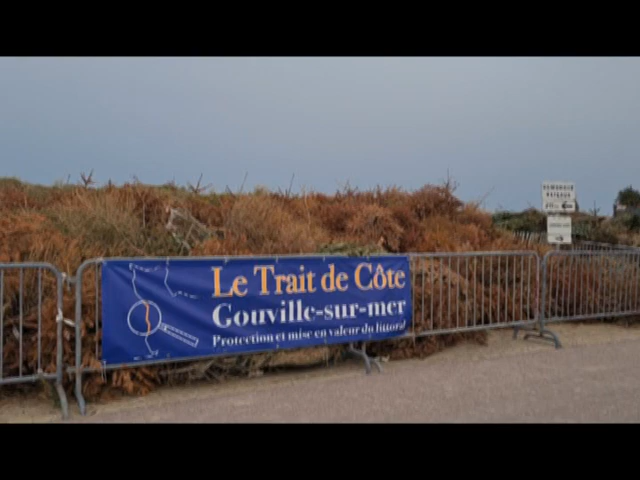 Le Trait de Côte
Gouville-sur-mer
Protection et mise en valeur du littoral